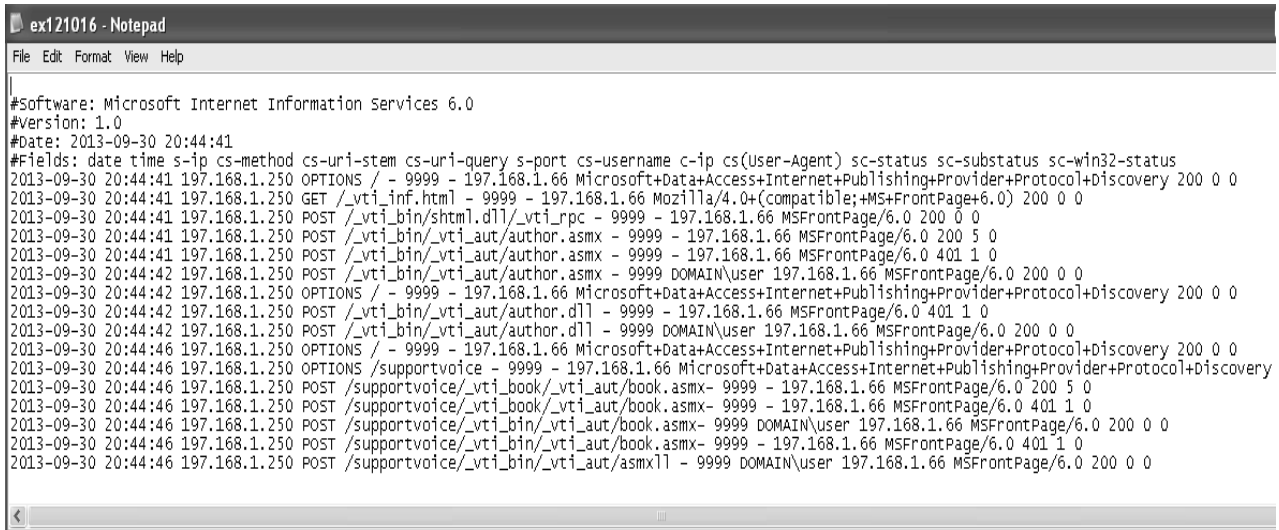 ex121016 - Notepad
File Edit Format View Help
#Software: Microsoft Internet Information Services 6.0
#Version: 1.0
#Date: 2013-09-30 20:44:41
#Fields: date time s-ip cs-method cs-uri-stem cs-uri-query s-port cs-username c-ip cs(User-Agent) sc-status sc-substatus sc-win32-status
2013-09-30 20:44:41 197.168.1.250 OPTIONS / - 9999 - 197.168.1.66 Microsoft+Data+Access+Internet+Publishing+Provider+Protocol+Discovery 200 0 0
2013-09-30 20:44:41 197.168.1.250 GET /_vti_inf.html - 9999 - 197.168.1.66 Mozilla/4.0+(compatible;+MS+FrontPage+6.0) 200 0 0
2013-09-30 20:44:41 197.168.1.250 POST /_vti_bin/shtml.dll/_vti_rpc - 9999 - 197.168.1.66 MSFrontPage/6.0 200 0 0
2013-09-30 20:44:41 197.168.1.250 POST /_vti_bin/_vti_aut/author.asmx - 9999 - 197.168.1.66 MSFrontPage/6.0 200 5 0
2013-09-30 20:44:41 197.168.1.250 POST /_vti_bin/_vti_aut/author.asmx - 9999 - 197.168.1.66 MSFrontPage/6.0 401 1 0
2013-09-30 20:44:42 197.168.1.250 POST /_vti_bin/_vti_aut/author.asmx - 9999 DOMAIN\user 197.168.1.66 MSFrontPage/6.0 200 0 0
2013-09-30 20:44:42 197.168.1.250 OPTIONS / - 9999 - 197.168.1.66 Microsoft+Data+Access+Internet+Publishing+Provider+Protocol+Discovery 200 0 0
2013-09-30 20:44:42 197.168.1.250 POST /_vti_bin/_vti_aut/author.dll - 9999 - 197.168.1.66 MSFrontPage/6.0 401 1 0
2013-09-30 20:44:42 197.168.1.250 POST /_vti_bin/_vti_aut/author.dll - 9999 DOMAIN\user 197.168.1.66 MSFrontPage/6.0 200 0 0
2013-09-30 20:44:46 197.168.1.250 OPTIONS / - 9999 - 197.168.1.66 Microsoft+Data+Access+Internet+Publishing+Provider+Protocol+Discovery 200 0 0
2013-09-30 20:44:46 197.168.1.250 OPTIONS /supportvoice - 9999 - 197.168.1.66 Microsoft+Data+Access+Internet+Publishing+Provider+Protocol+Discovery
2013-09-30 20:44:46 197.168.1.250 POST /supportvoice/_vti_book/_vti_aut/book.asmx- 9999 - 197.168.1.66 MSFrontPage/6.0 200 5 0
2013-09-30 20:44:46 197.168.1.250 POST /supportvoice/_vti_book/_vti_aut/book.asmx- 9999 - 197.168.1.66 MSFrontPage/6.0 401 1 0
2013-09-30 20:44:46 197.168.1.250 POST /supportvoice/_vti_bin/_vti_aut/book.asmx- 9999 DOMAIN\user 197.168.1.66 MSFrontPage/6.0 200 0 0
2013-09-30 20:44:46 197.168.1.250 POST /supportvoice/_vti_bin/_vti_aut/book.asmx- 9999 - 197.168.1.66 MSFrontPage/6.0 401 1 0
2013-09-30 20:44:46 197.168.1.250 POST /supportvoice/_vti_bin/_vti_aut/asmxll - 9999 DOMAIN\user 197.168.1.66 MSFrontPage/6.0 200 0 0